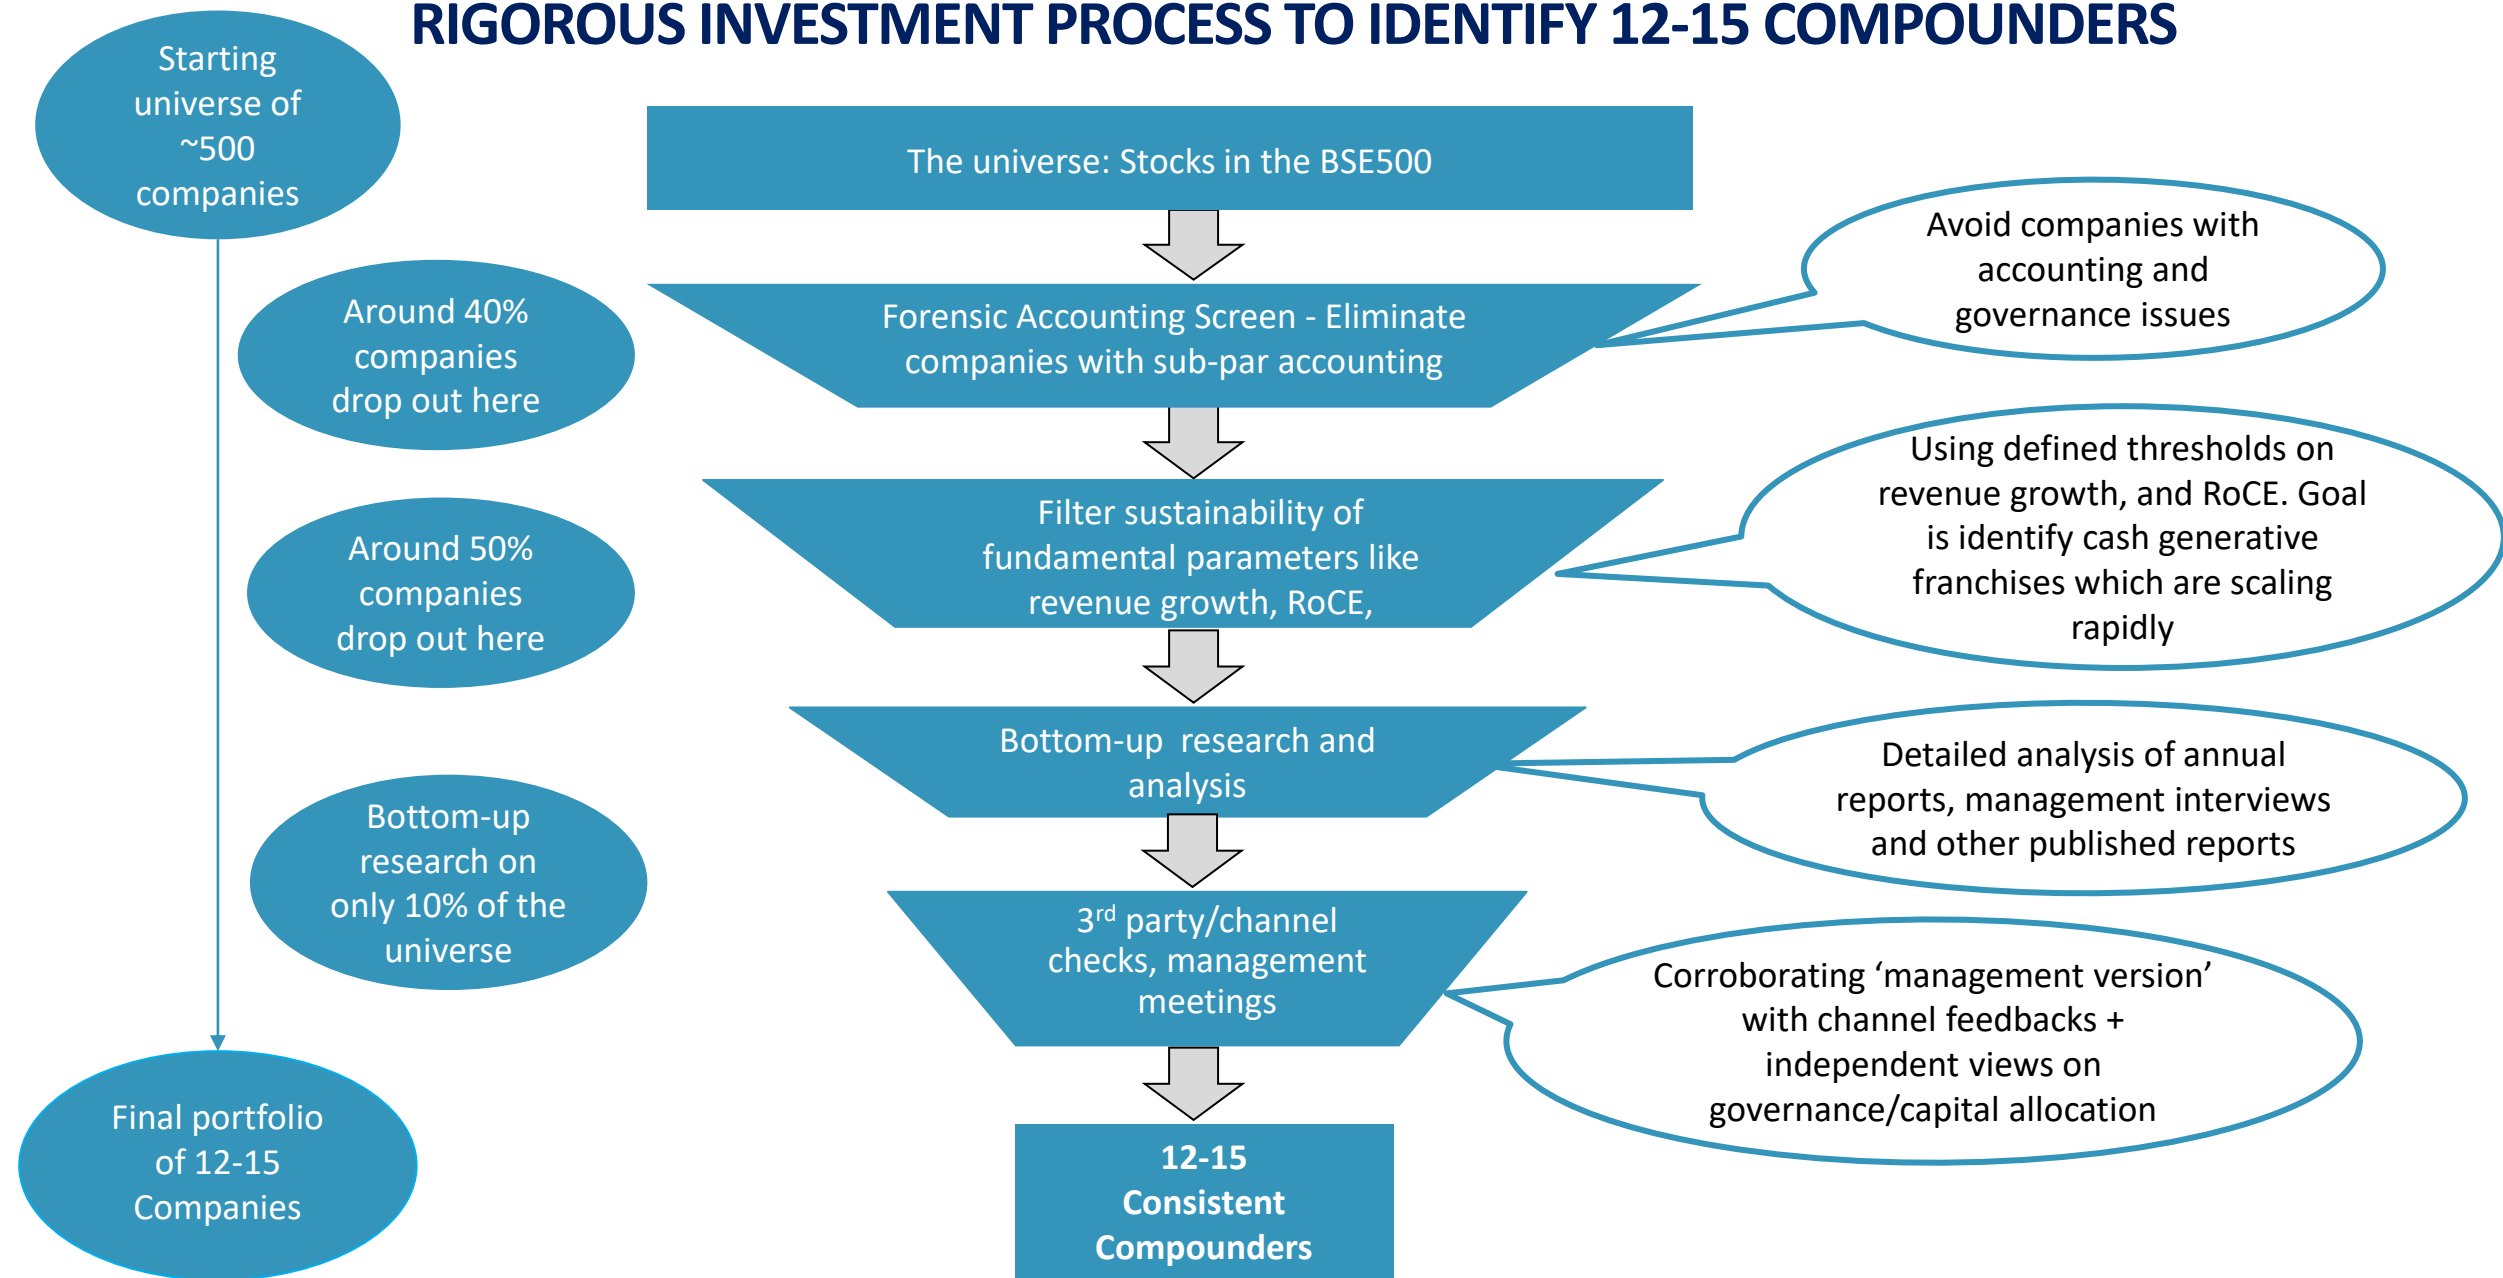 RIGOROUS INVESTMENT PROCESS TO IDENTIFY 12-15 COMPOUNDERS
Starting
universe of
~500
companies
Around 40%
companies
drop out here
Around 50%
companies
drop out here
Bottom-up
research on
only 10% of the
universe
Final portfolio
of 12-15
Companies
The universe: Stocks in the BSE500
Forensic Accounting Screen - Eliminate
companies with sub-par accounting
Filter sustainability of
fundamental parameters like
revenue growth, RoCE,
Bottom-up  research and
analysis
3rd party/channel
checks, management
meetings
12-15
Consistent
Compounders
Avoid companies with
accounting and
governance issues
Using defined thresholds on
revenue growth, and RoCE. Goal
is identify cash generative
franchises which are scaling
rapidly
Detailed analysis of annual
reports, management interviews
and other published reports
Corroborating ‘management version’
with channel feedbacks +
independent views on
governance/capital allocation